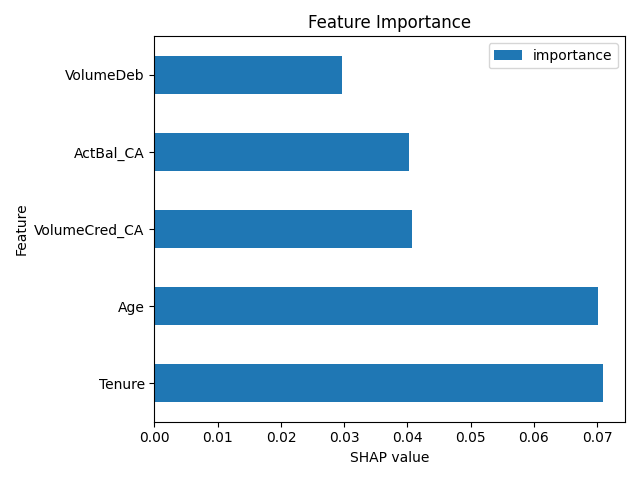 Feature Importance
importance
VolumeDeb
ActBal_CA
VolumeCred_CA
Age
Tenure
Feature
0.00 0.01 0.02 0.03 0.04 0.05 0.06 0.07
SHAP value